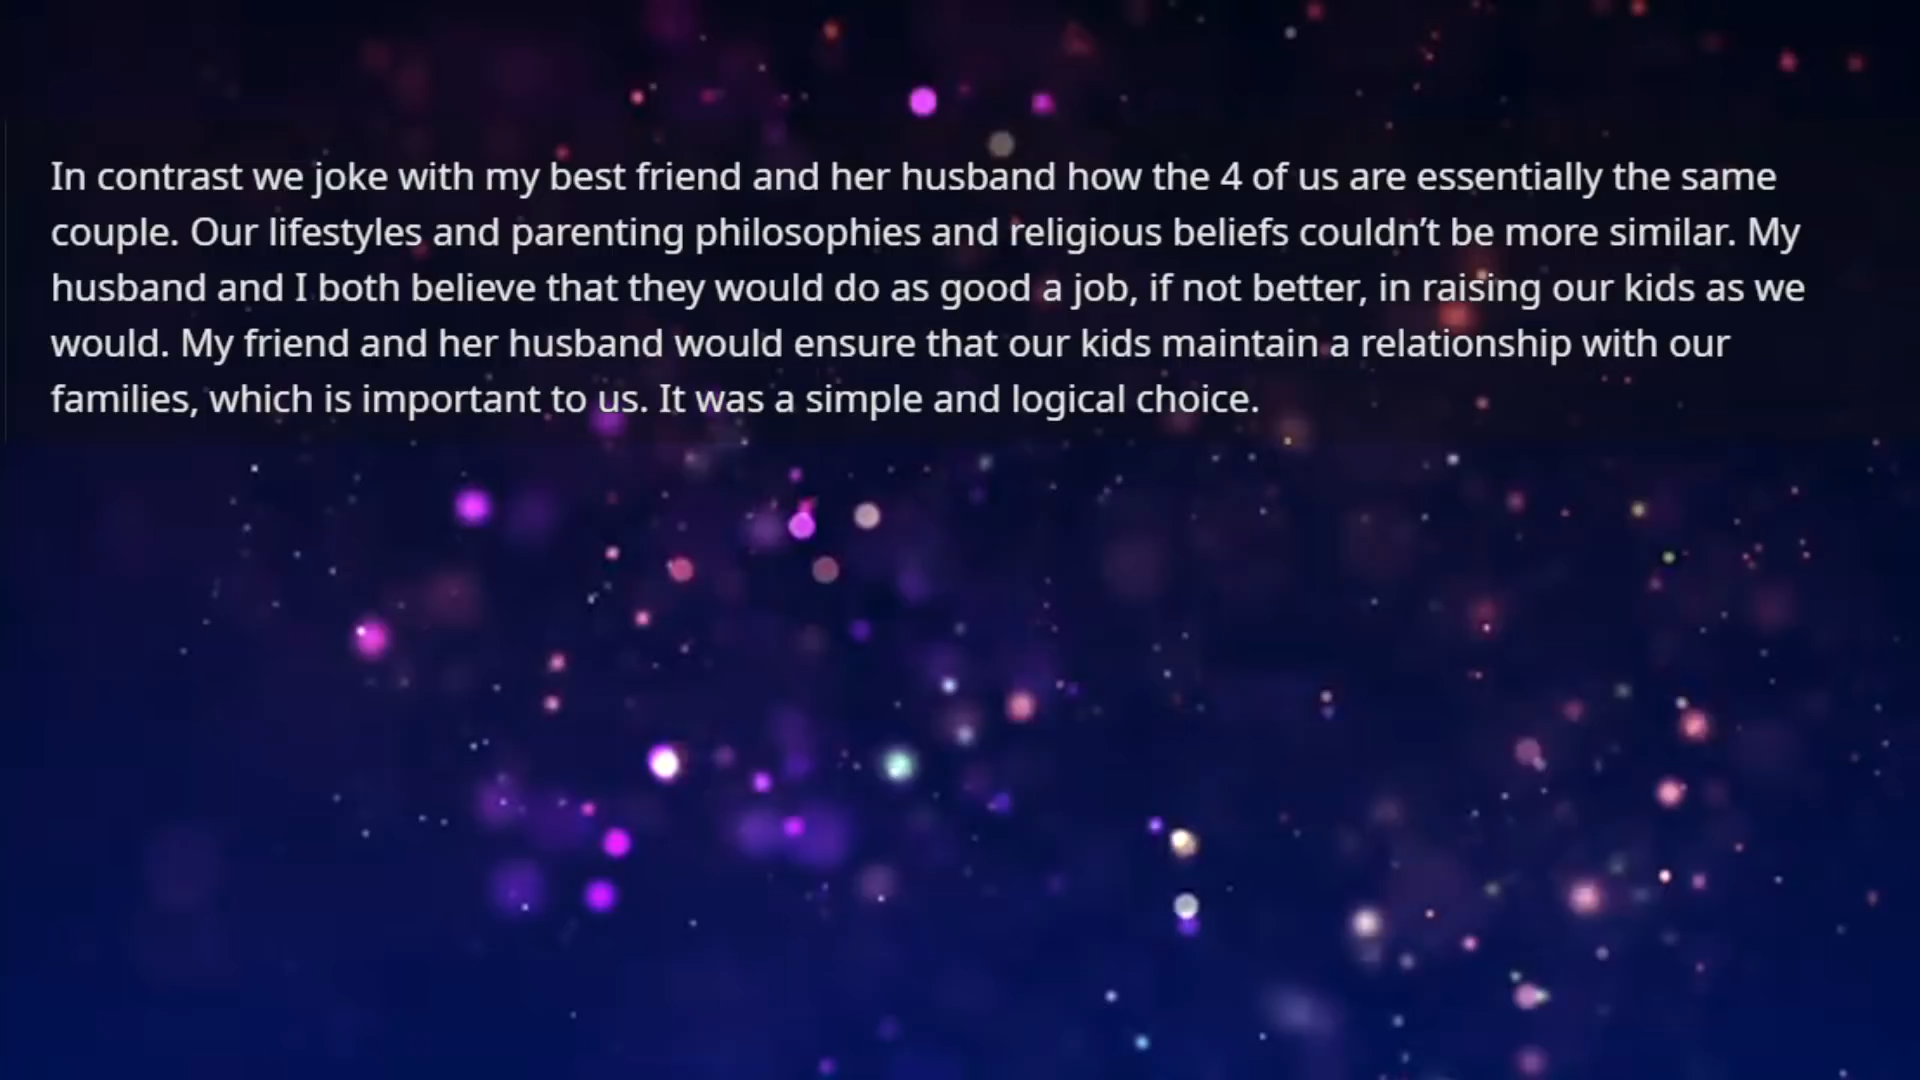 In contrast we joke with my best friend and her husband how the 4 of us are essentially the same
couple. Our lifestyles and parenting philosophies and religious beliefs couldn’t be more similar. My
husband and I both believe that they would do as good a job, if not better, in raising our kids as we
would. My friend and her husband would ensure that our kids maintain a relationship with our
families, which is important to us. It was a simple and logical choice.